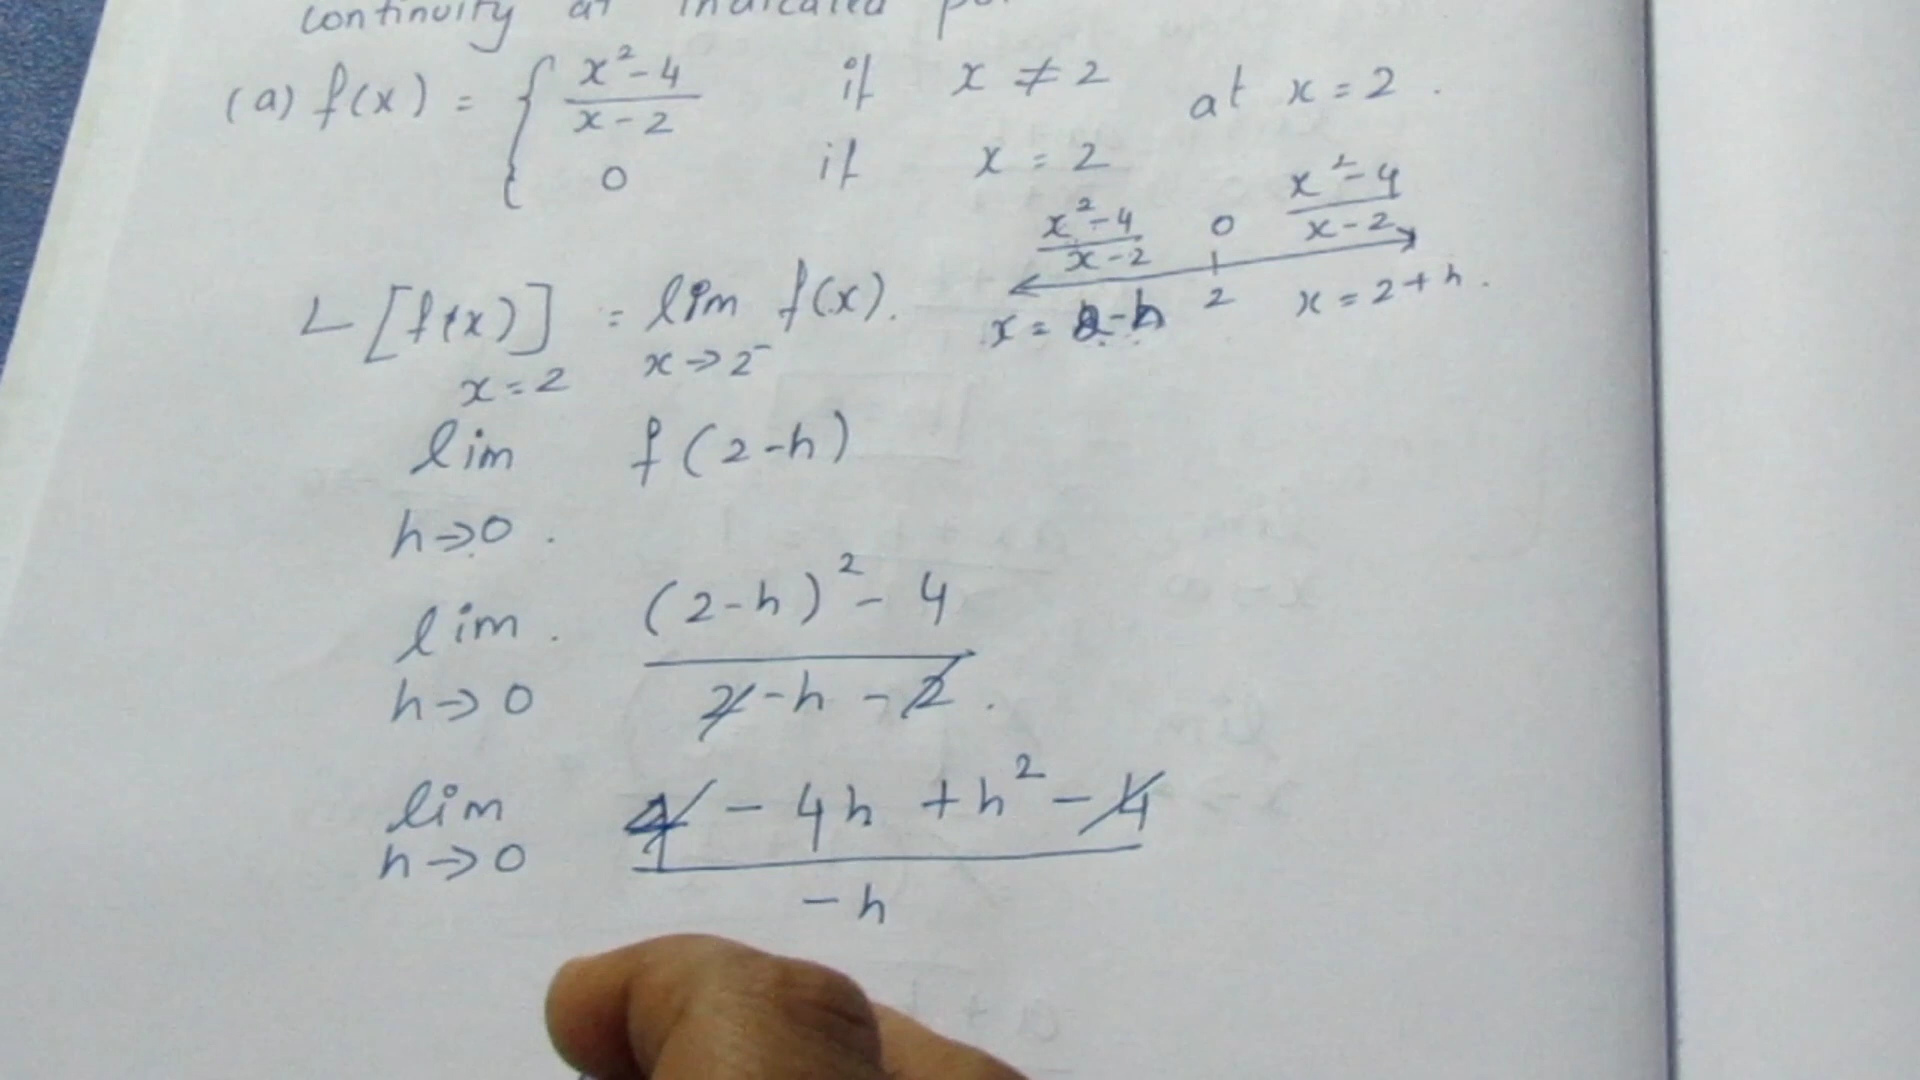 continuity at indicated
(a) f(x) = { x²-4 / x-2 if x ≠ 2 at x = 2 .
0 if x = 2
x²-4 / x-2 0 x²-4 / x-2
L [f(x)] = lim f(x).
x=2 x→2⁻
x = 2-h 2 x = 2+h .
lim f(2-h)
h→0 .
lim . (2-h)² - 4
h→0 2-h-2 .
lim 4 - 4h + h² - 4
h→0 -h